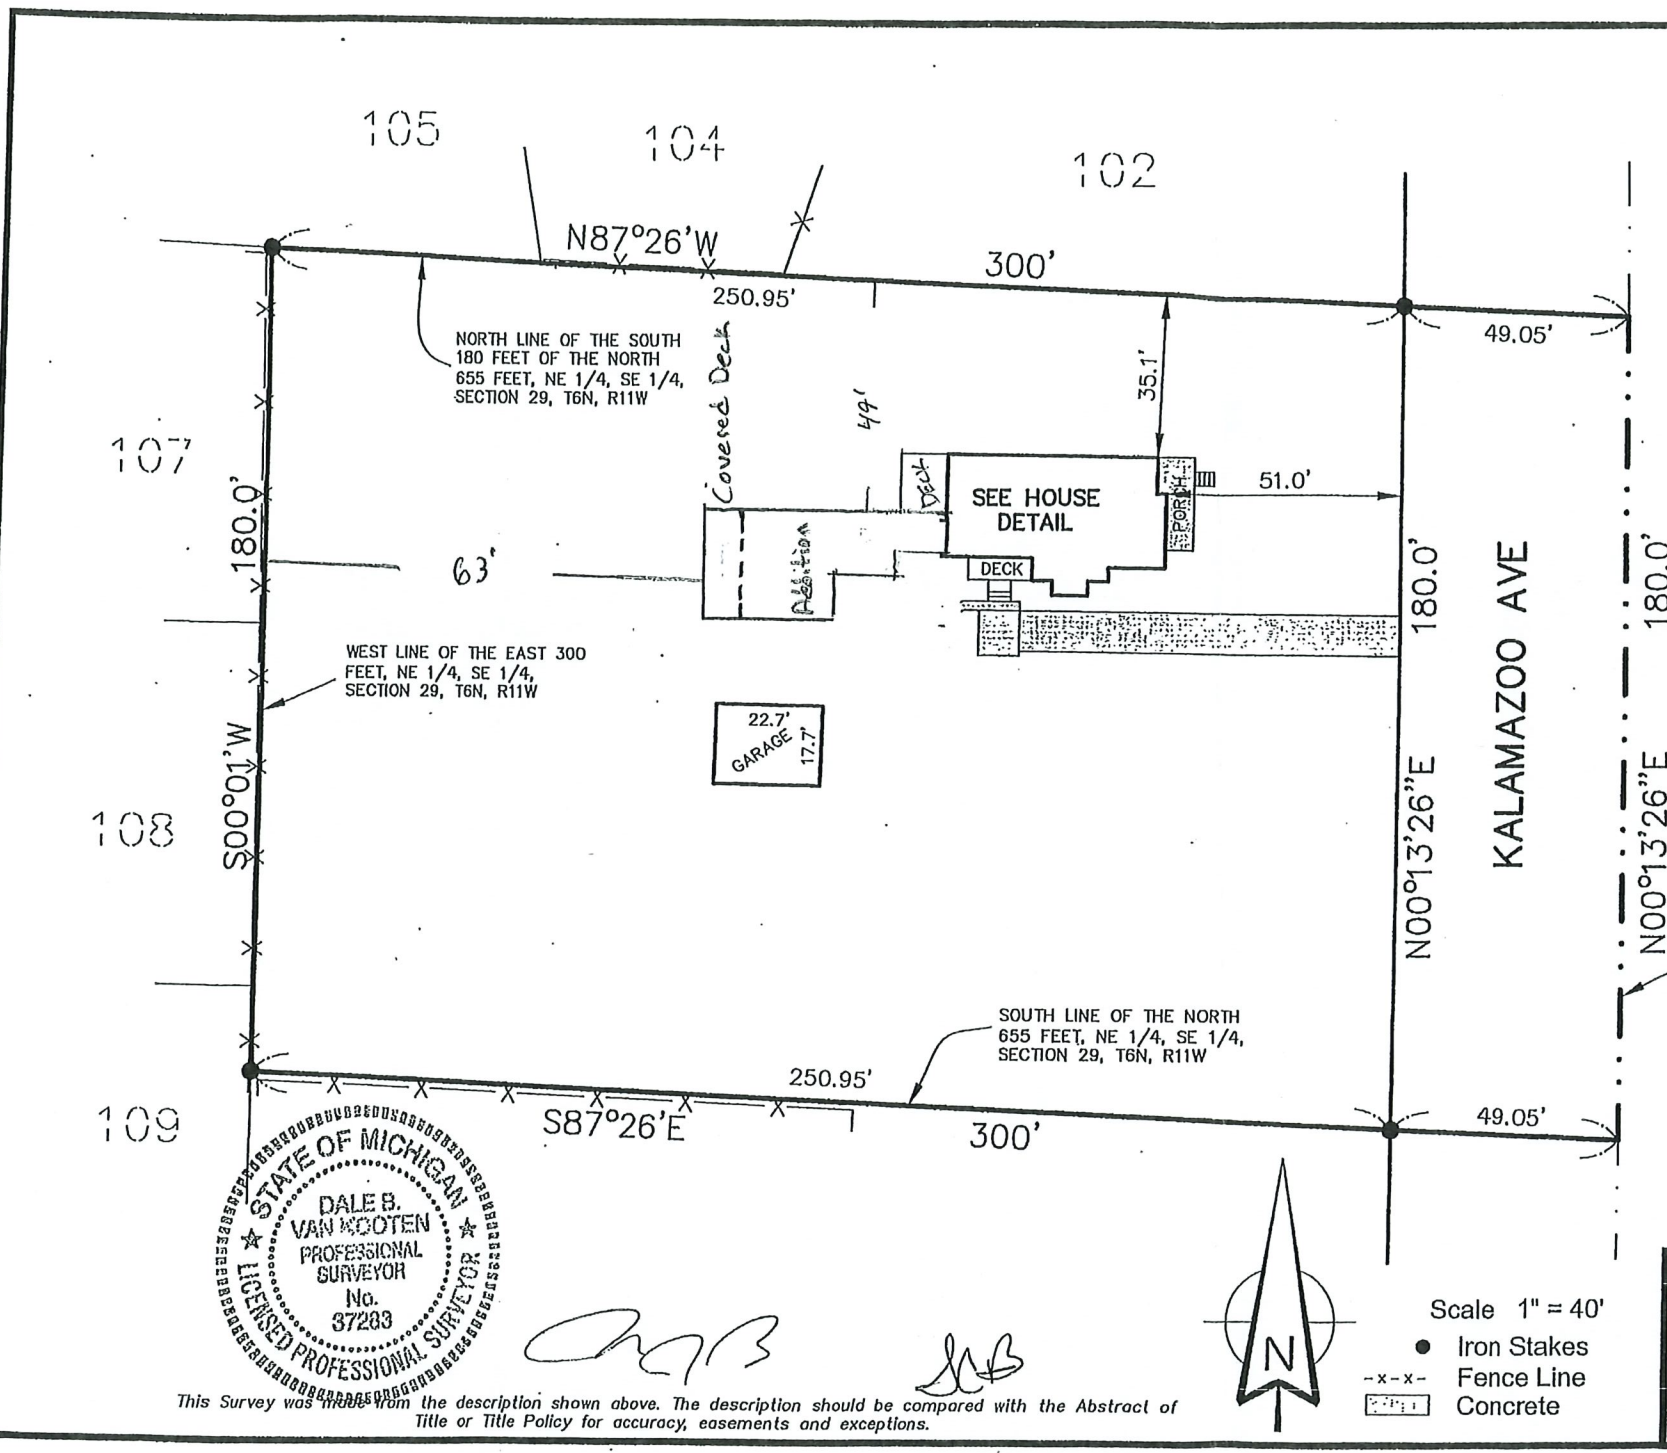 105
104
102
N87°26'W
300'
250.95'
49.05'
NORTH LINE OF THE SOUTH
180 FEET OF THE NORTH
655 FEET, NE 1/4, SE 1/4,
SECTION 29, T6N, R11W
Covered Deck
49'
35.1'
107
180.0'
DECK
SEE HOUSE
DETAIL
PORCH
51.0'
63'
Addition
DECK
180.0'
KALAMAZOO AVE
180.0'
WEST LINE OF THE EAST 300
FEET, NE 1/4, SE 1/4,
SECTION 29, T6N, R11W
22.7'
GARAGE
17.7'
S00°01'W
108
N00°13'26"E
N00°13'26"E
SOUTH LINE OF THE NORTH
655 FEET, NE 1/4, SE 1/4,
SECTION 29, T6N, R11W
250.95'
49.05'
109
S87°26'E
300'
STATE OF MICHIGAN
DALE B.
VAN KOOTEN
PROFESSIONAL
SURVEYOR
No.
37283
LICENSED PROFESSIONAL SURVEYOR
N
Scale 1" = 40'
Iron Stakes
-x-x- Fence Line
Concrete
This Survey was made from the description shown above. The description should be compared with the Abstract of
Title or Title Policy for accuracy, easements and exceptions.